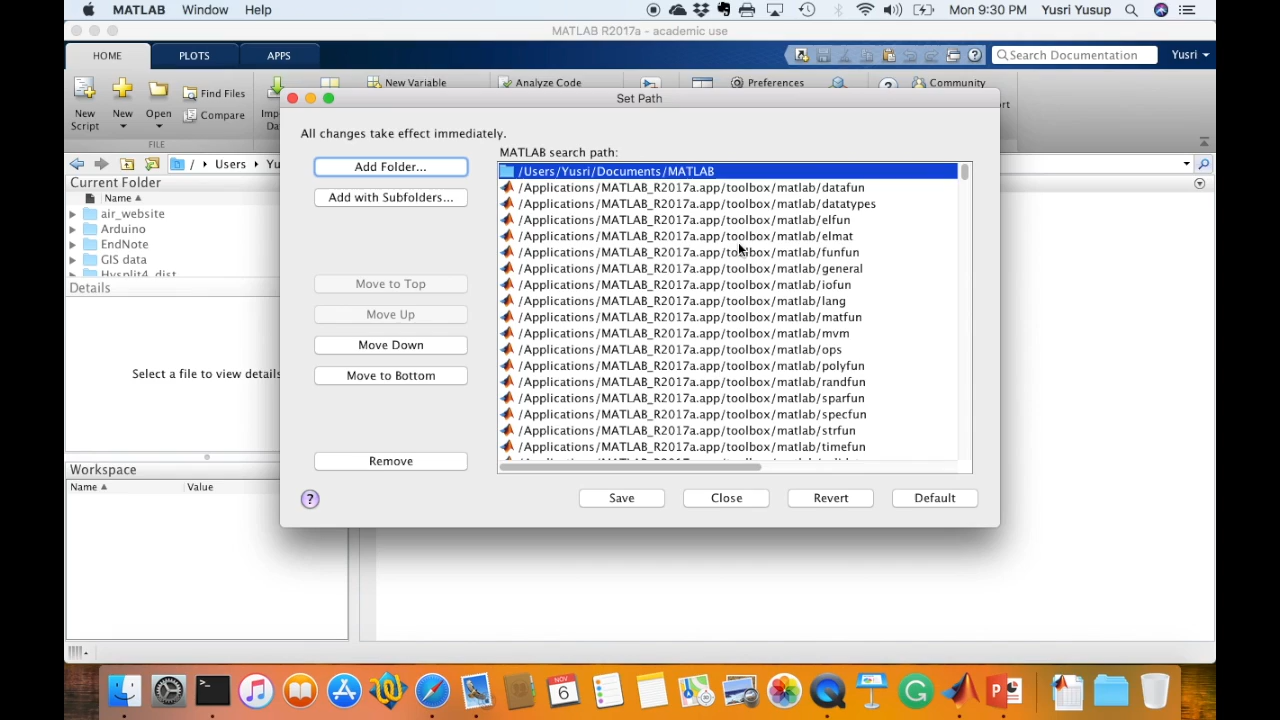 MATLAB Window Help Mon 9:30 PM Yusri Yusup
MATLAB R2017a - academic use
HOME PLOTS APPS Search Documentation Yusri
New Script New Open Find Files Compare New Variable Analyze Code Preferences Community
FILE
/ Users
Current Folder
Name
air_website
Arduino
EndNote
GIS data
Hysplit4_dist
Details
Select a file to view details
Workspace
Name Value
Set Path
All changes take effect immediately.
MATLAB search path:
Add Folder...
Add with Subfolders...
Move to Top
Move Up
Move Down
Move to Bottom
Remove
/Users/Yusri/Documents/MATLAB
/Applications/MATLAB_R2017a.app/toolbox/matlab/datafun
/Applications/MATLAB_R2017a.app/toolbox/matlab/datatypes
/Applications/MATLAB_R2017a.app/toolbox/matlab/elfun
/Applications/MATLAB_R2017a.app/toolbox/matlab/elmat
/Applications/MATLAB_R2017a.app/toolbox/matlab/funfun
/Applications/MATLAB_R2017a.app/toolbox/matlab/general
/Applications/MATLAB_R2017a.app/toolbox/matlab/iofun
/Applications/MATLAB_R2017a.app/toolbox/matlab/lang
/Applications/MATLAB_R2017a.app/toolbox/matlab/matfun
/Applications/MATLAB_R2017a.app/toolbox/matlab/mvm
/Applications/MATLAB_R2017a.app/toolbox/matlab/ops
/Applications/MATLAB_R2017a.app/toolbox/matlab/polyfun
/Applications/MATLAB_R2017a.app/toolbox/matlab/randfun
/Applications/MATLAB_R2017a.app/toolbox/matlab/sparfun
/Applications/MATLAB_R2017a.app/toolbox/matlab/specfun
/Applications/MATLAB_R2017a.app/toolbox/matlab/strfun
/Applications/MATLAB_R2017a.app/toolbox/matlab/timefun
? Save Close Revert Default
NOV
6